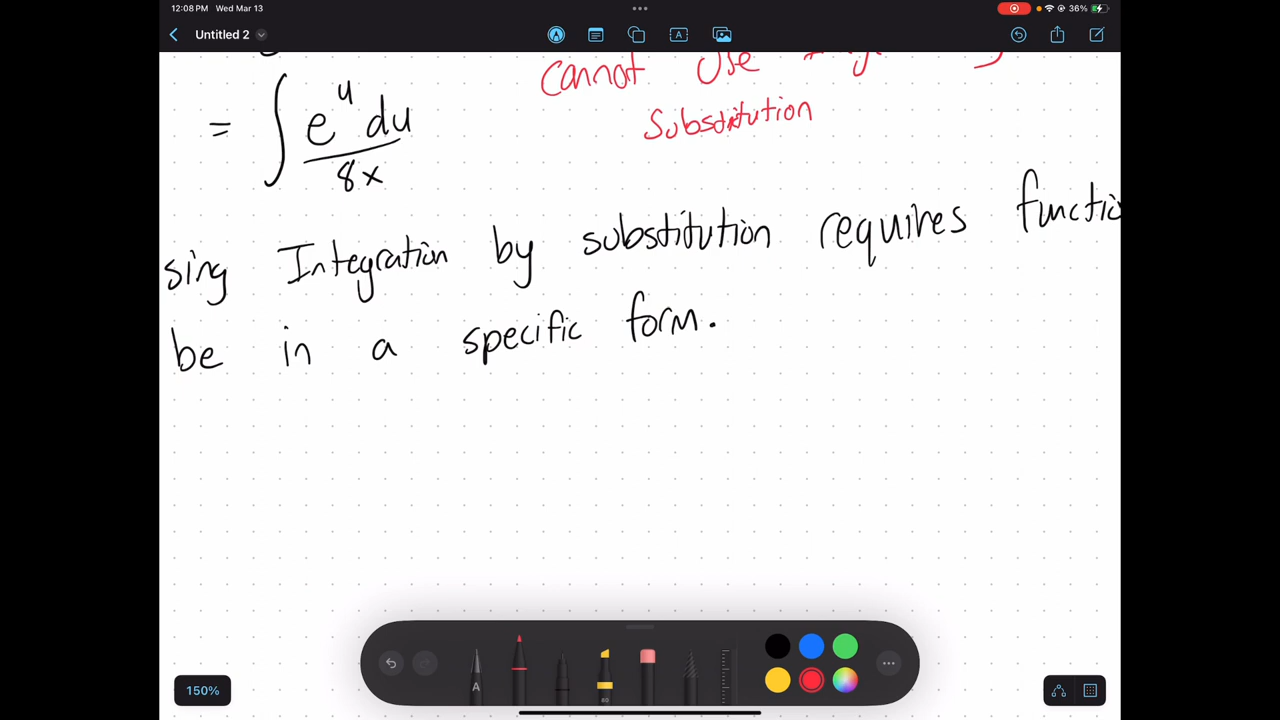 12:08 PM Wed Mar 13
36%
Untitled 2
cannot use
substitution
= ∫ e^u du / 8x
sing Integration by substitution requires functio
be in a specific form.
A
80
150%